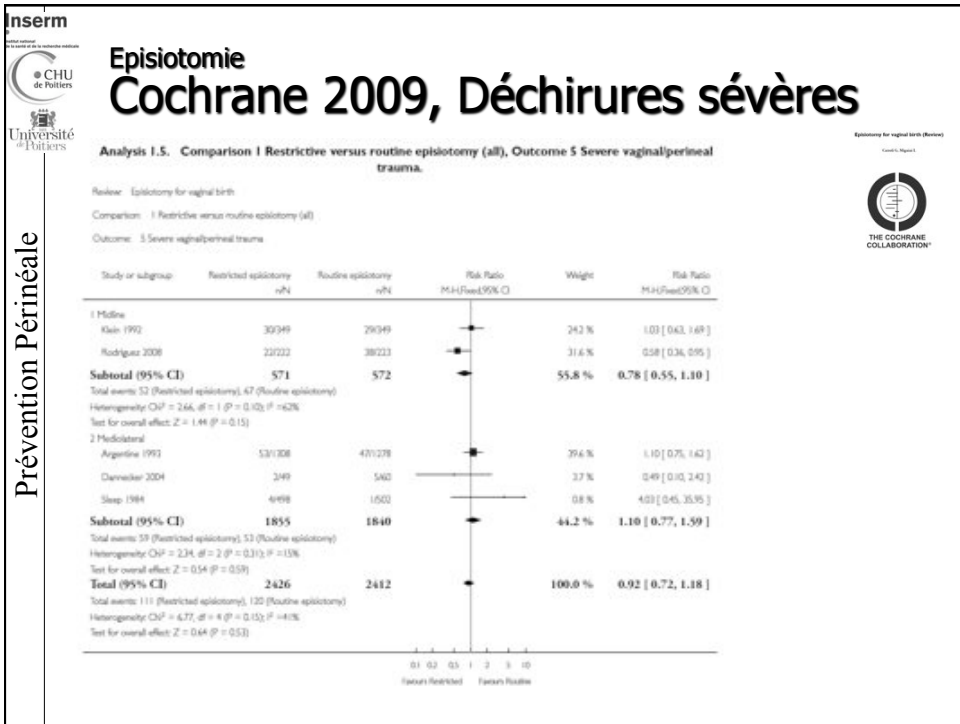 Inserm
Institut national
de la santé et de la recherche médicale
CHU
de Poitiers
Université
de Poitiers
Prévention Périnéale
Episiotomie
Cochrane 2009, Déchirures sévères
Episiotomy for vaginal birth (Review)
THE COCHRANE
COLLABORATION®
Analysis 1.5. Comparison 1 Restrictive versus routine episiotomy (all), Outcome 5 Severe vaginal/perineal
trauma.
Review: Episiotomy for vaginal birth
Comparison: 1 Restrictive versus routine episiotomy (all)
Outcome: 5 Severe vaginal/perineal trauma
Study or subgroup Restricted episiotomy Routine episiotomy Risk Ratio Weight Risk Ratio
n/N n/N M-H,Fixed,95% CI M-H,Fixed,95% CI
1 Midline
Klein 1992 30/349 29/349 24.2 % 1.03 [ 0.63, 1.69 ]
Rodriguez 2008 22/222 38/223 31.6 % 0.58 [ 0.36, 0.95 ]
Subtotal (95% CI) 571 572 55.8 % 0.78 [ 0.55, 1.10 ]
Total events: 52 (Restricted episiotomy), 67 (Routine episiotomy)
Heterogeneity: Chi² = 2.66, df = 1 (P = 0.10); I² =62%
Test for overall effect: Z = 1.44 (P = 0.15)
2 Mediolateral
Argentine 1993 53/1308 47/1278 39.6 % 1.10 [ 0.75, 1.62 ]
Dannecker 2004 2/49 5/60 3.7 % 0.49 [ 0.10, 2.42 ]
Sleep 1984 4/498 1/502 0.8 % 4.03 [ 0.45, 35.95 ]
Subtotal (95% CI) 1855 1840 44.2 % 1.10 [ 0.77, 1.59 ]
Total events: 59 (Restricted episiotomy), 53 (Routine episiotomy)
Heterogeneity: Chi² = 2.34, df = 2 (P = 0.31); I² =15%
Test for overall effect: Z = 0.54 (P = 0.59)
Total (95% CI) 2426 2412 100.0 % 0.92 [ 0.72, 1.18 ]
Total events: 111 (Restricted episiotomy), 120 (Routine episiotomy)
Heterogeneity: Chi² = 6.77, df = 4 (P = 0.15); I² =41%
Test for overall effect: Z = 0.64 (P = 0.53)
0.1 0.2 0.5 1 2 5 10
Favours Restricted Favours Routine